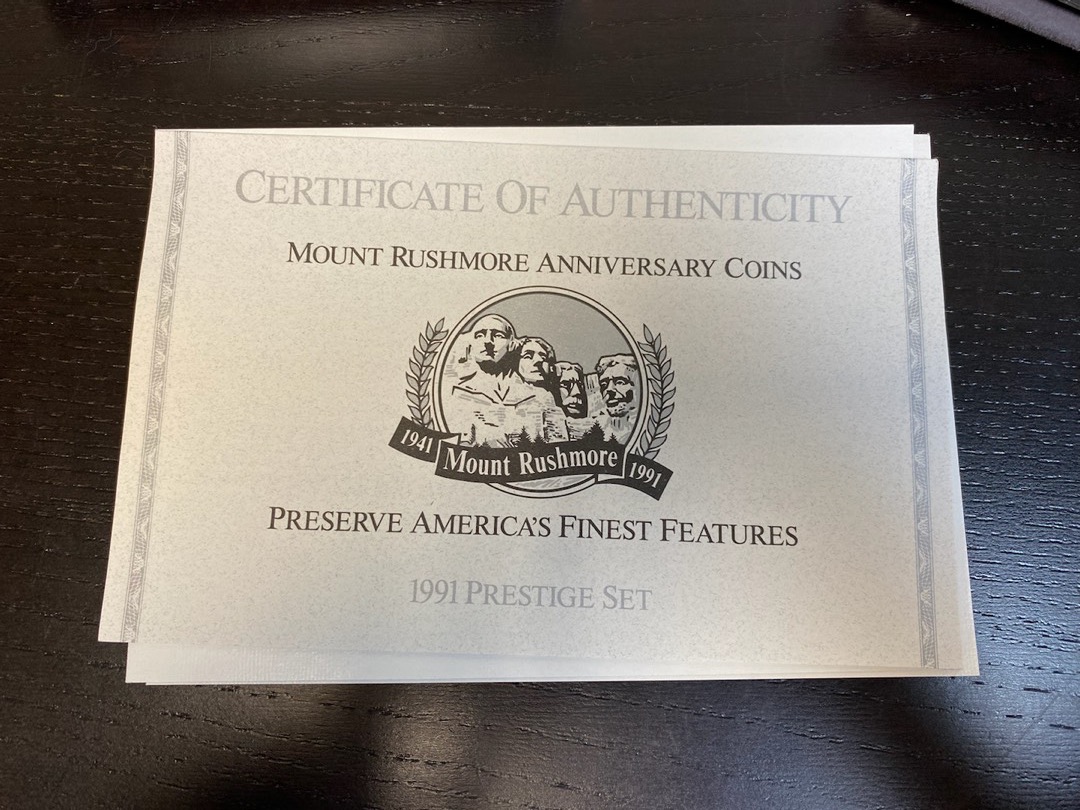 CERTIFICATE OF AUTHENTICITY
MOUNT RUSHMORE ANNIVERSARY COINS
1941 Mount Rushmore 1991
PRESERVE AMERICA'S FINEST FEATURES
1991 PRESTIGE SET